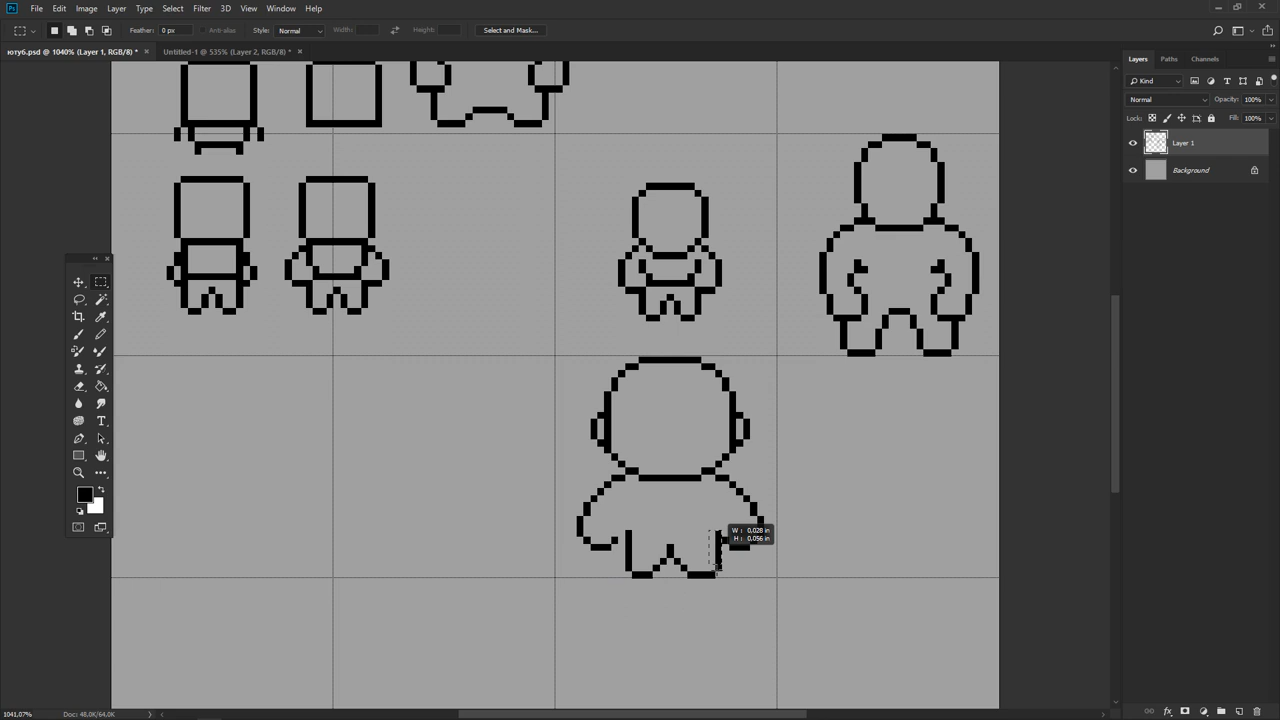 Ps File Edit Image Layer Type Select Filter 3D View Window Help
Feather: 0 px Anti-alias Style: Normal Width: Height: Select and Mask...
ютуб.psd @ 1040% (Layer 1, RGB/8) * × Untitled-1 @ 535% (Layer 2, RGB/8) * ×
Layers Paths Channels
Kind
Normal Opacity: 100%
Lock: Fill: 100%
Layer 1
Background
W : 0,028 in
H : 0,056 in
1041.07% Doc: 48,0K/64,0K